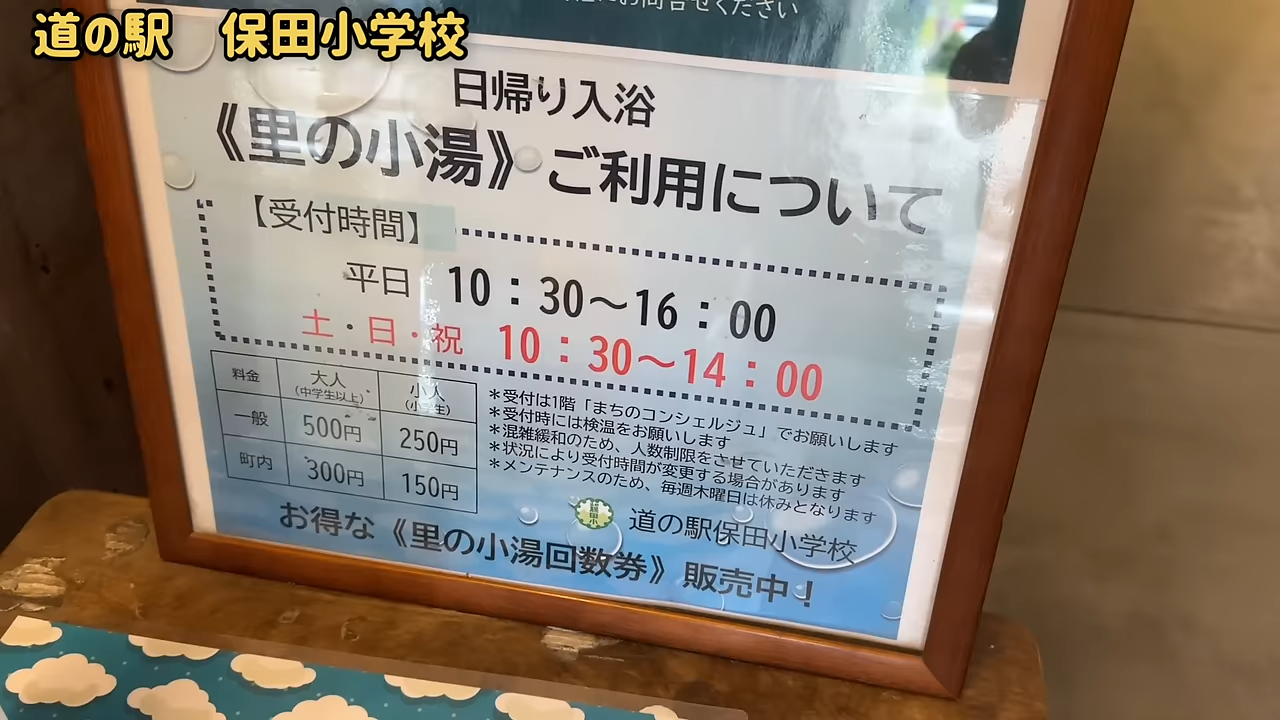 道の駅　保田小学校
お問合せください
日帰り入浴
《里の小湯》ご利用について
【受付時間】
平日　10：30～16：00
土・日・祝　10：30～14：00
料金　大人（中学生以上）　小人
一般　500円　250円
町内　300円　150円
＊受付は1階「まちのコンシェルジュ」でお願いします
＊受付時には検温をお願いします
＊混雑緩和のため、人数制限をさせていただきます
＊状況により受付時間が変更する場合があります
＊メンテナンスのため、毎週木曜日は休みとなります
道の駅保田小学校
お得な《里の小湯回数券》販売中！